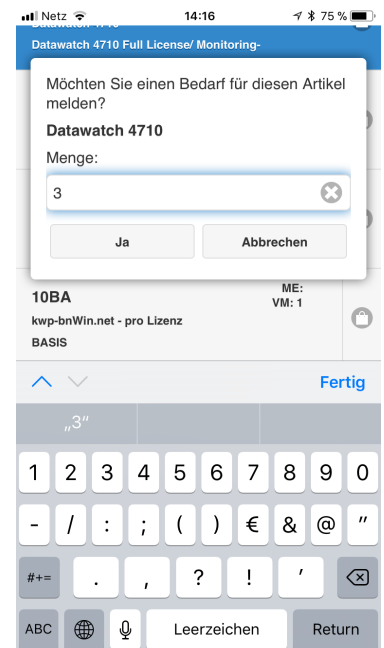 Netz 14:16 75 %
Datawatch 4710
Datawatch 4710 Full License/ Monitoring-
Möchten Sie einen Bedarf für diesen Artikel
melden?
Datawatch 4710
Menge:
3
Ja Abbrechen
10BA ME:
VM: 1
kwp-bnWin.net - pro Lizenz
BASIS
Fertig
„3“
1 2 3 4 5 6 7 8 9 0
- / : ; ( ) € & @ "
#+= . , ? ! '
ABC Leerzeichen Return